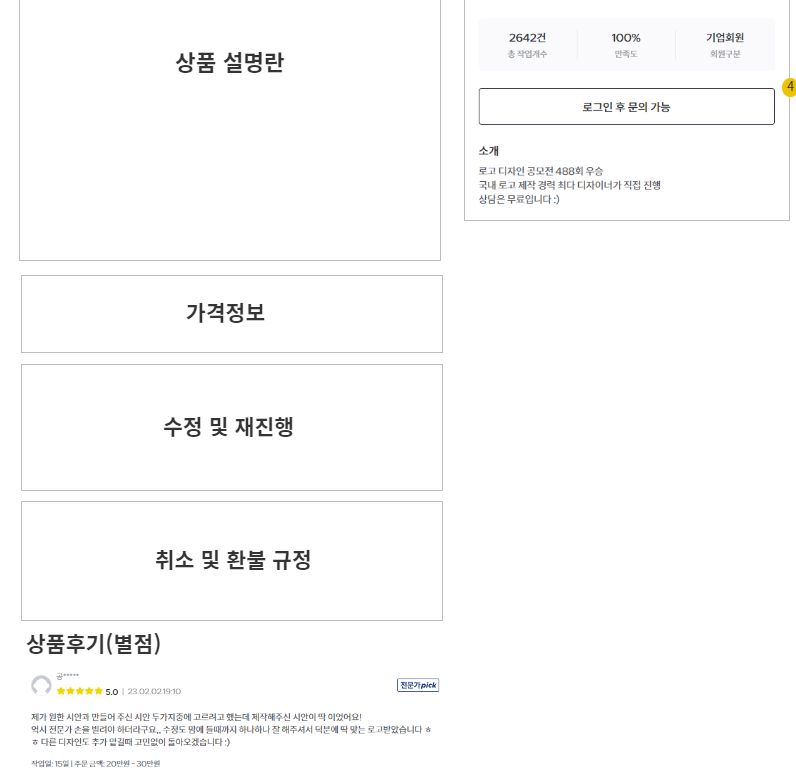 상품 설명란
가격정보
수정 및 재진행
취소 및 환불 규정
상품후기(별점)
공*****
5.0 | 23.02.02 19:10
전문가pick
제가 원한 시안과 만들어 주신 시안 두가지중에 고르려고 했는데 제작해주신 시안이 딱 이었어요!
역시 전문가 손을 빌려야 하더라구요,, 수정도 맘에 들때까지 하나하나 잘 해주셔서 덕분에 딱 맞는 로고받았습니다 ㅎ
ㅎ 다른 디자인도 추가 맡길때 고민없이 돌아오겠습니다 :)
작업일: 15일 | 주문 금액: 20만원 - 30만원
2642건 100% 기업회원
총 작업개수 만족도 회원구분
4
로그인 후 문의 가능
소개
로고 디자인 공모전 488회 우승
국내 로고 제작 경력 최다 디자이너가 직접 진행
상담은 무료입니다 :)